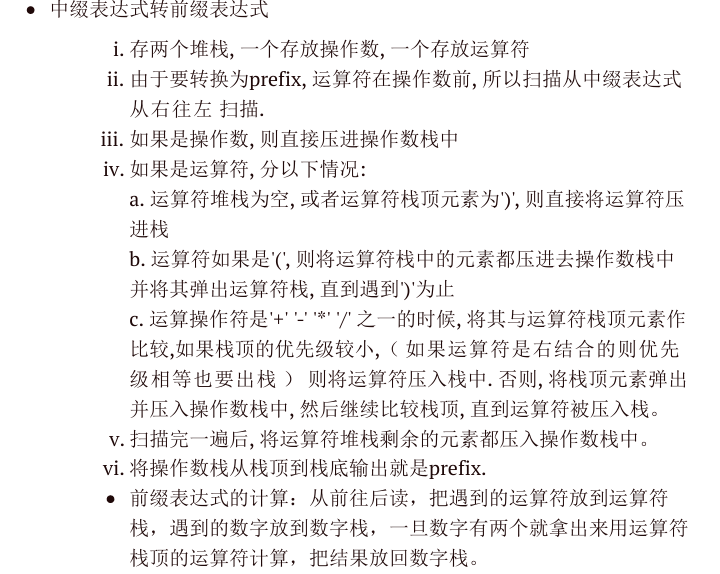 • 中缀表达式转前缀表达式
i. 存两个堆栈, 一个存放操作数, 一个存放运算符
ii. 由于要转换为prefix, 运算符在操作数前, 所以扫描从中缀表达式
从右往左 扫描.
iii. 如果是操作数, 则直接压进操作数栈中
iv. 如果是运算符, 分以下情况:
a. 运算符堆栈为空, 或者运算符栈顶元素为')', 则直接将运算符压
进栈
b. 运算符如果是'(', 则将运算符栈中的元素都压进去操作数栈中
并将其弹出运算符栈, 直到遇到')'为止
c. 运算操作符是'+' '-' '*' '/' 之一的时候, 将其与运算符栈顶元素作
比较,如果栈顶的优先级较小,（ 如果运算符是右结合的则优先
级相等也要出栈 ） 则将运算符压入栈中. 否则, 将栈顶元素弹出
并压入操作数栈中, 然后继续比较栈顶, 直到运算符被压入栈。
v. 扫描完一遍后, 将运算符堆栈剩余的元素都压入操作数栈中。
vi. 将操作数栈从栈顶到栈底输出就是prefix.
• 前缀表达式的计算：从前往后读，把遇到的运算符放到运算符
栈，遇到的数字放到数字栈，一旦数字有两个就拿出来用运算符
栈顶的运算符计算，把结果放回数字栈。